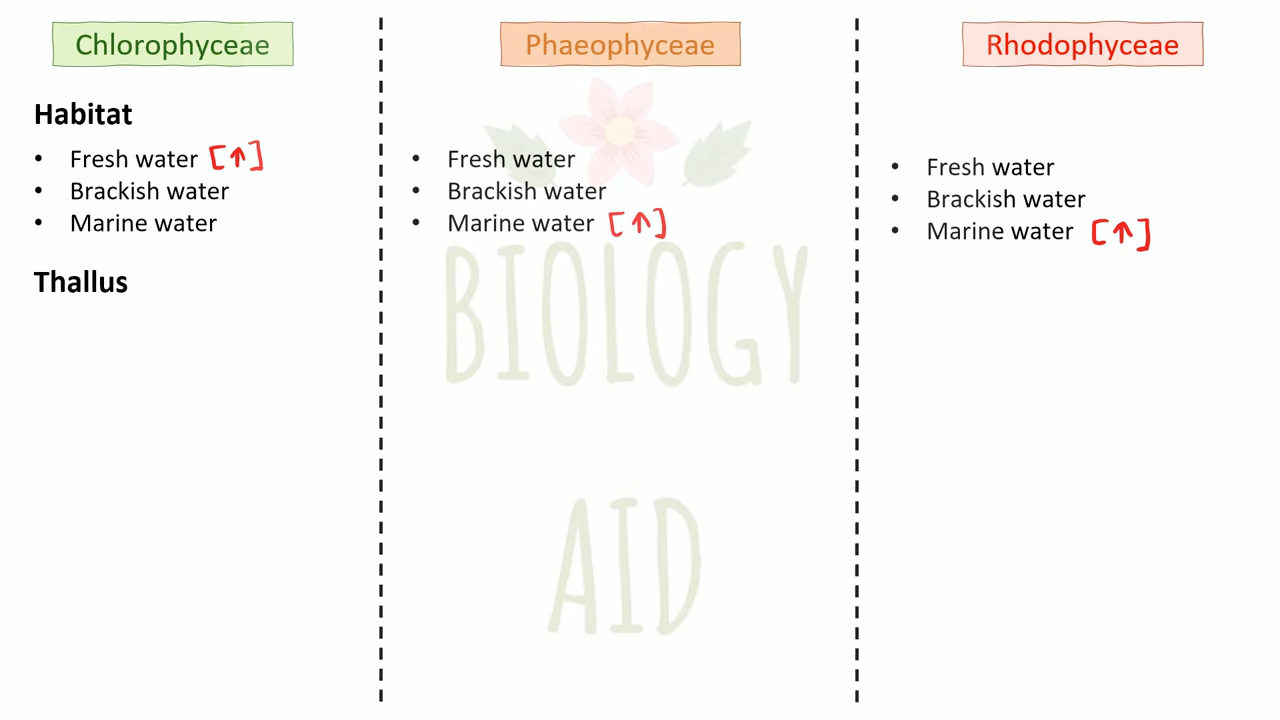 Chlorophyceae
Habitat
• Fresh water [↑]
• Brackish water
• Marine water
Thallus
Phaeophyceae
• Fresh water
• Brackish water
• Marine water [↑]
Rhodophyceae
• Fresh water
• Brackish water
• Marine water [↑]
BIOLOGY
AID